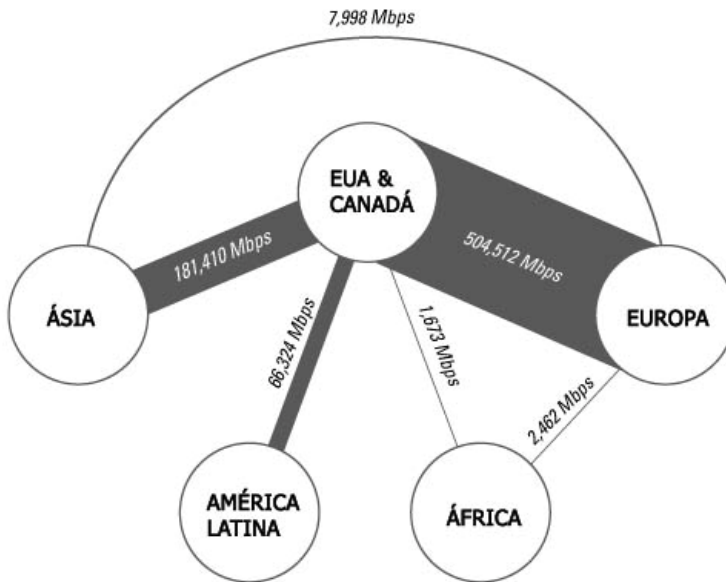 7,998 Mbps
EUA &
CANADÁ
504,512 Mbps
181,410 Mbps
ÁSIA
EUROPA
66,324 Mbps
1,673 Mbps
2,462 Mbps
AMÉRICA
LATINA
ÁFRICA